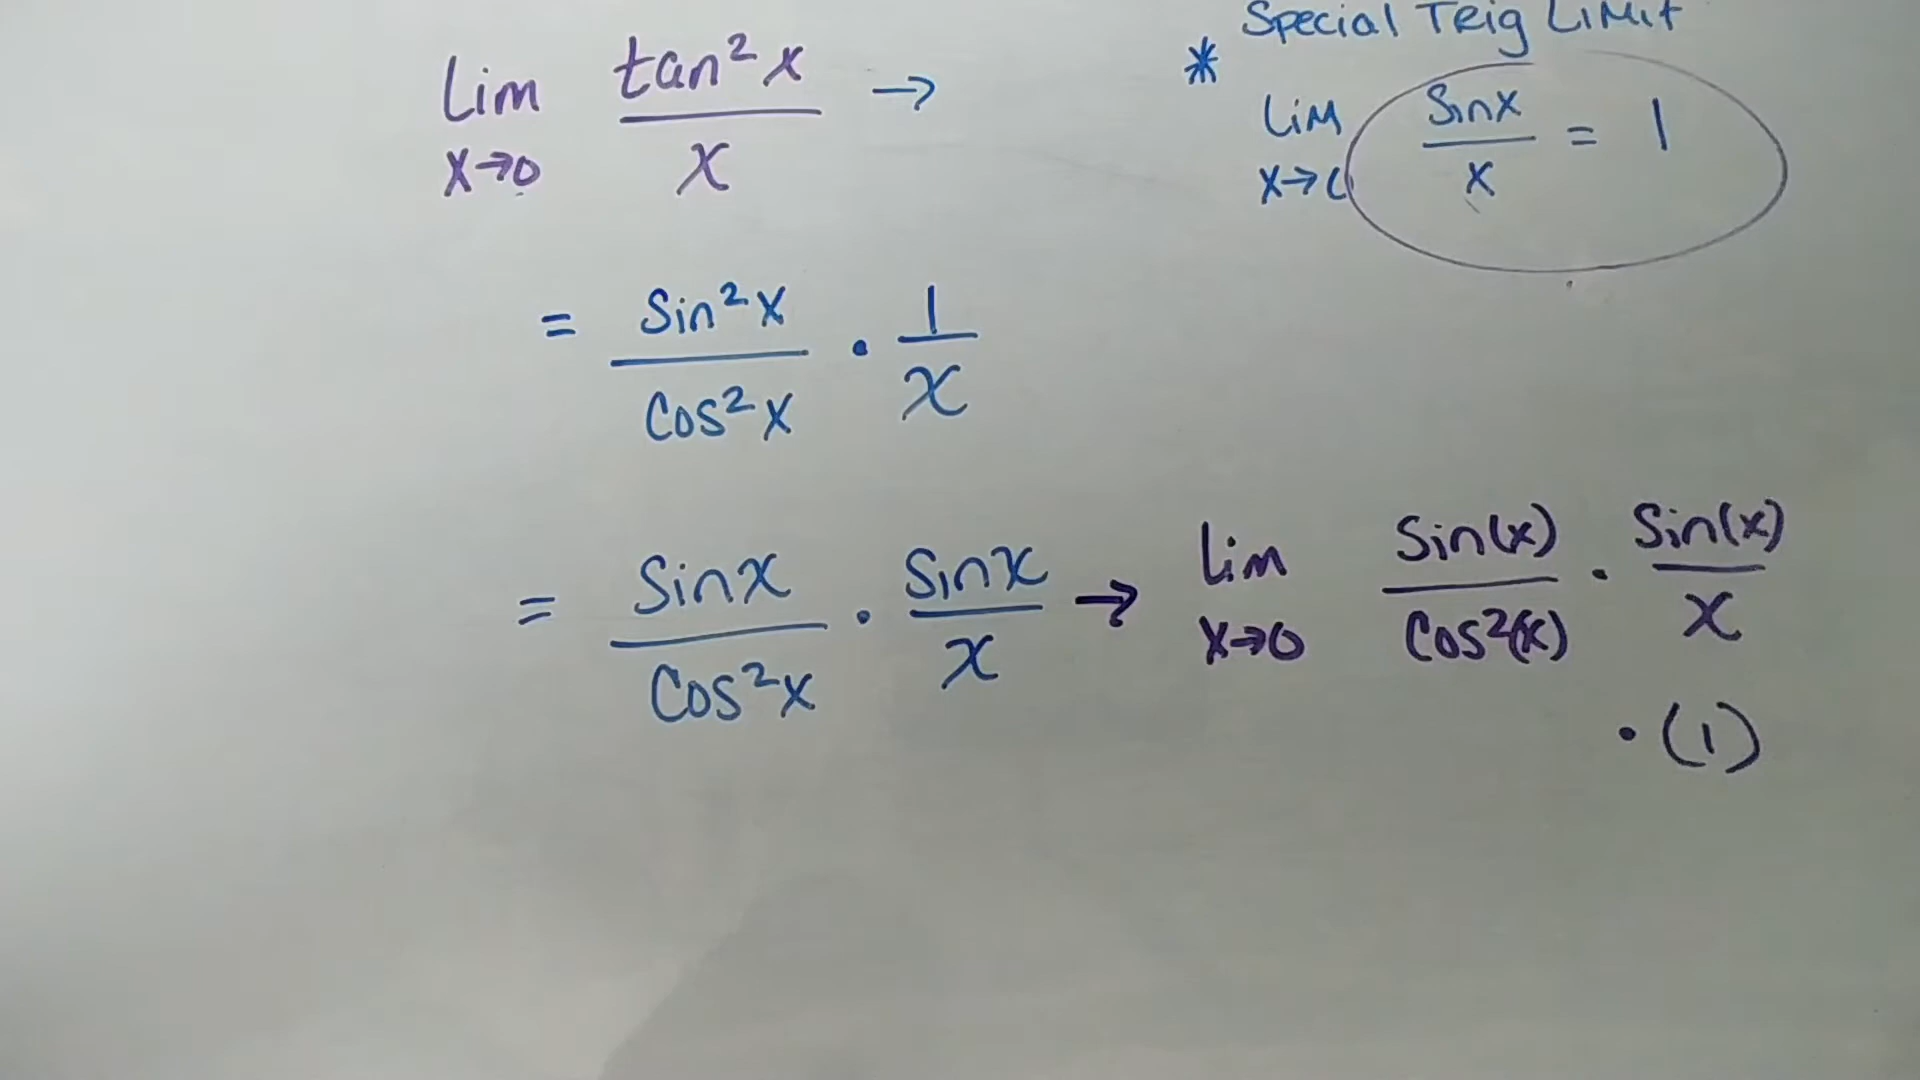 Special Trig Limit
Lim x→0 tan²x / x →
* Lim x→0 Sinx / x = 1
= Sin²x / Cos²x · 1 / x
= Sinx / Cos²x · Sinx / x → Lim x→0 Sin(x) / Cos²(x) · Sin(x) / x
· (1)